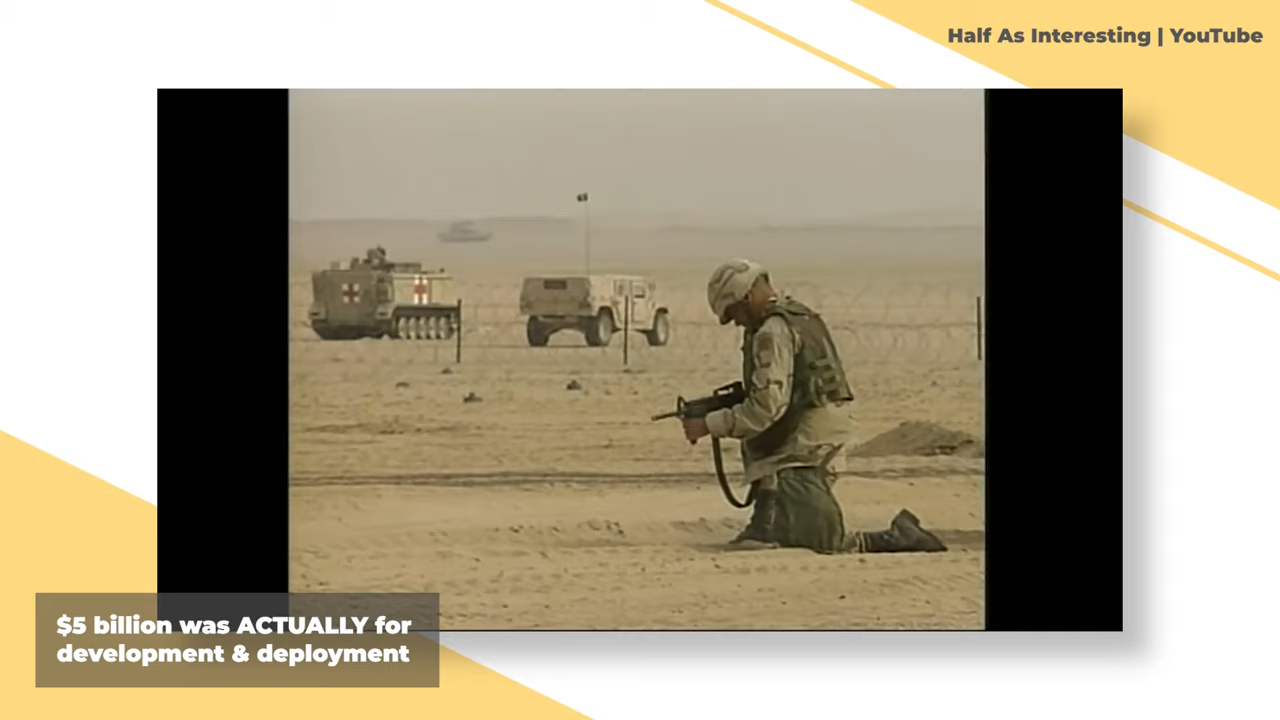 Half As Interesting | YouTube
$5 billion was ACTUALLY for
development & deployment